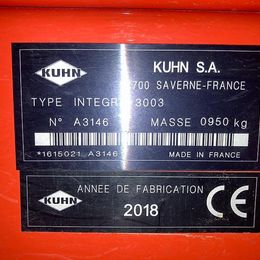 KUHN
KUHN S.A.
700 SAVERNE-FRANCE
TYPE 3003
N° A3146 MASSE 0950 kg
*1615021 A3146
MADE IN FRANCE
KUHN
ANNEE DE FABRICATION
2018
CE